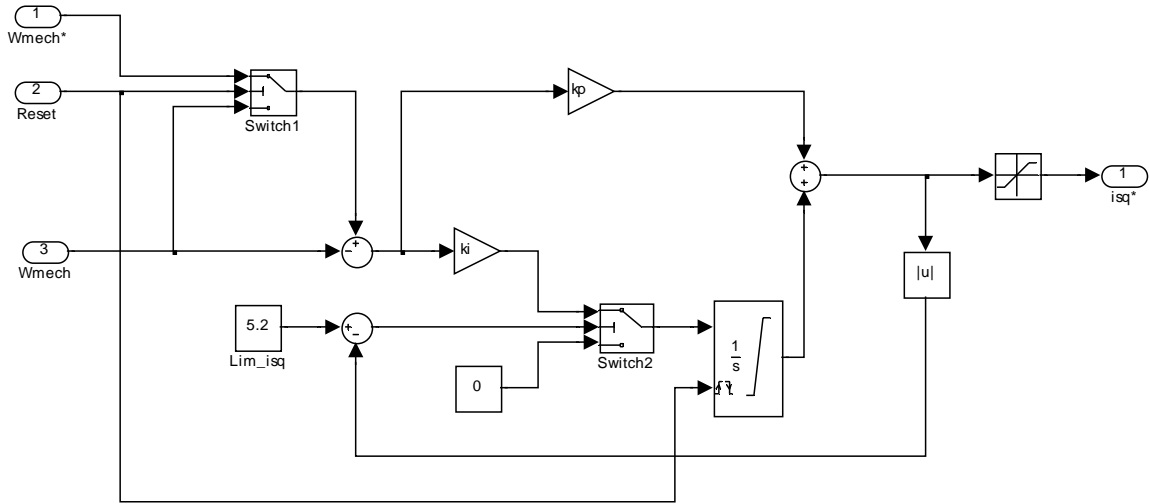 1
Wmech*
2
Reset
Switch1
kp
+
+
1
isq*
3
Wmech
+
−
ki
|u|
5.2
Lim_isq
+
−
0
Switch2
1
s